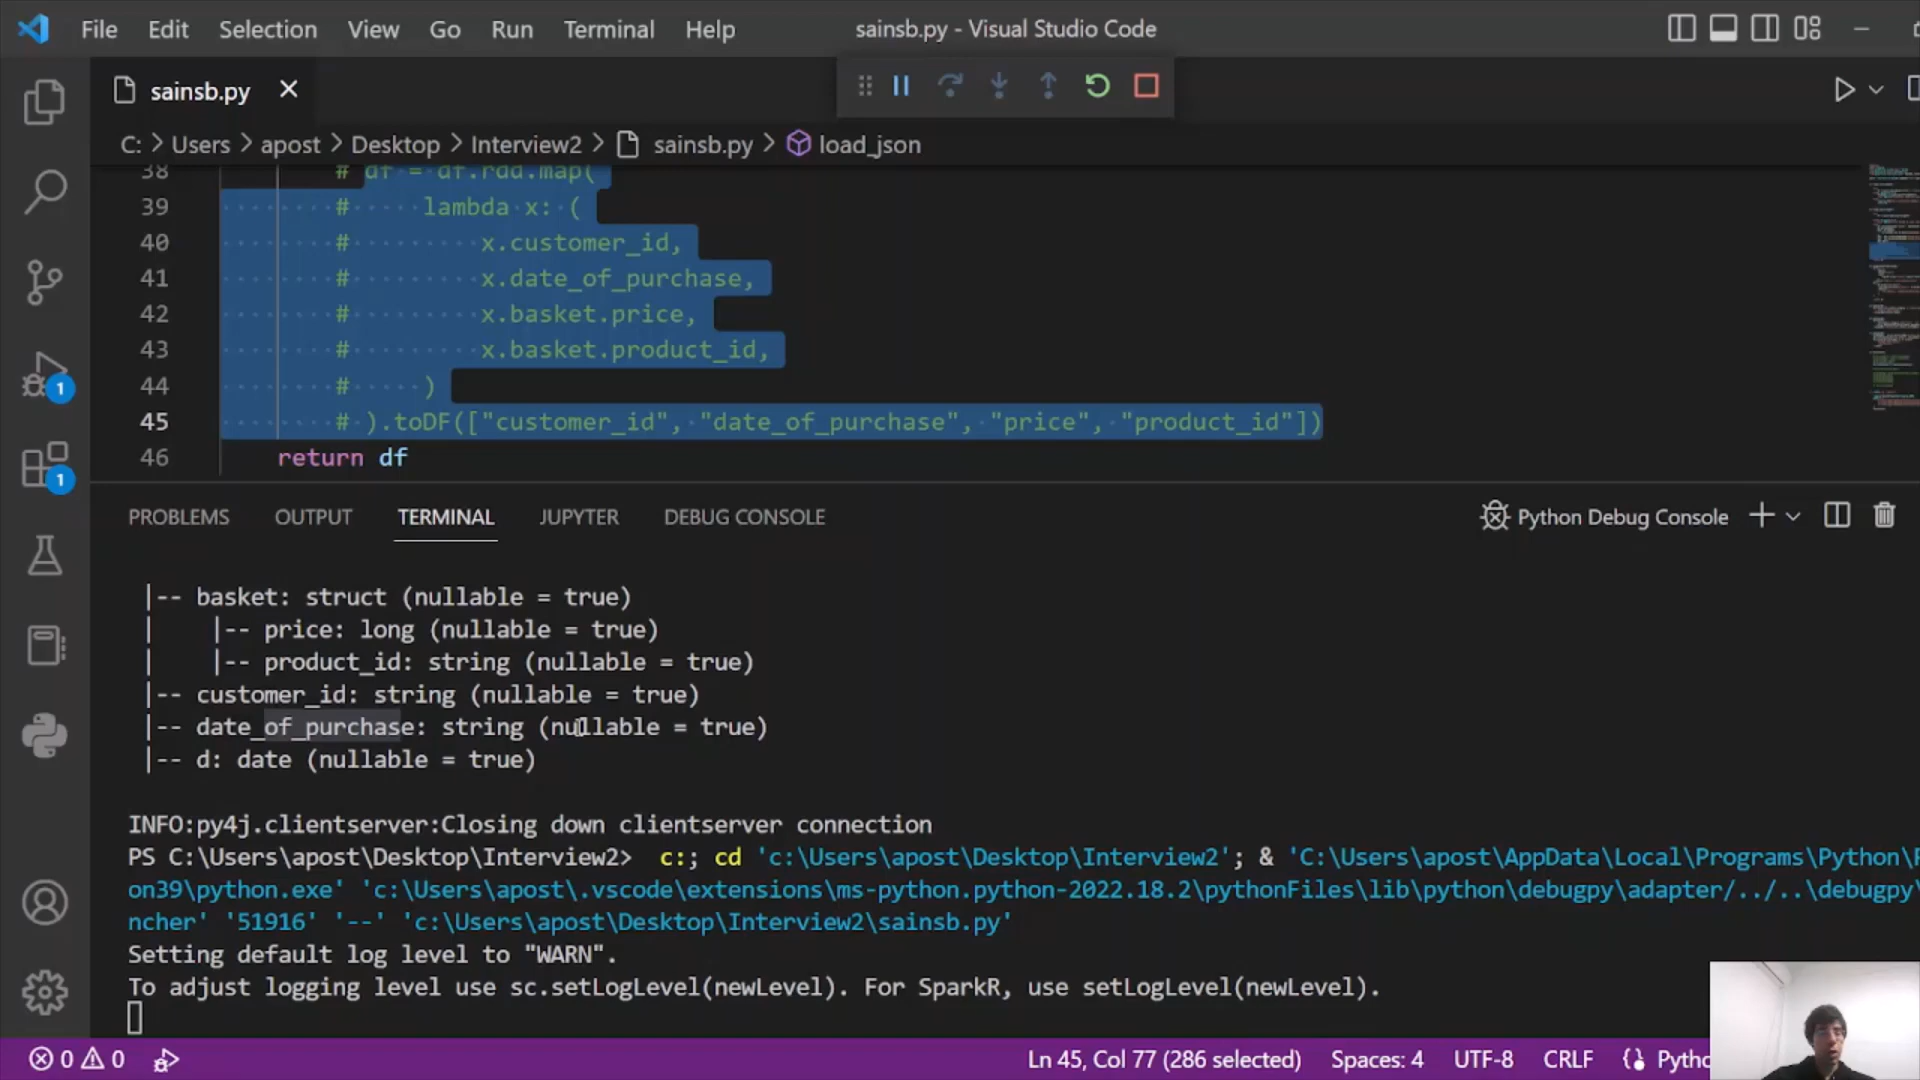 File Edit Selection View Go Run Terminal Help sainsb.py - Visual Studio Code
sainsb.py
C: > Users > apost > Desktop > Interview2 > sainsb.py > load_json
38 # df = df.rdd.map(
39 # lambda x: (
40 # x.customer_id,
41 # x.date_of_purchase,
42 # x.basket.price,
43 # x.basket.product_id,
44 # )
45 # ).toDF(["customer_id", "date_of_purchase", "price", "product_id"])
46 return df
1
1
PROBLEMS OUTPUT TERMINAL JUPYTER DEBUG CONSOLE Python Debug Console
|-- basket: struct (nullable = true)
| |-- price: long (nullable = true)
| |-- product_id: string (nullable = true)
|-- customer_id: string (nullable = true)
|-- date_of_purchase: string (nullable = true)
|-- d: date (nullable = true)
INFO:py4j.clientserver:Closing down clientserver connection
PS C:\Users\apost\Desktop\Interview2> c:; cd 'c:\Users\apost\Desktop\Interview2'; & 'C:\Users\apost\AppData\Local\Programs\Python\
on39\python.exe' 'c:\Users\apost\.vscode\extensions\ms-python.python-2022.18.2\pythonFiles\lib\python\debugpy\adapter/../..\debugpy
ncher' '51916' '--' 'c:\Users\apost\Desktop\Interview2\sainsb.py'
Setting default log level to "WARN".
To adjust logging level use sc.setLogLevel(newLevel). For SparkR, use setLogLevel(newLevel).
0 0 Ln 45, Col 77 (286 selected) Spaces: 4 UTF-8 CRLF Pytho